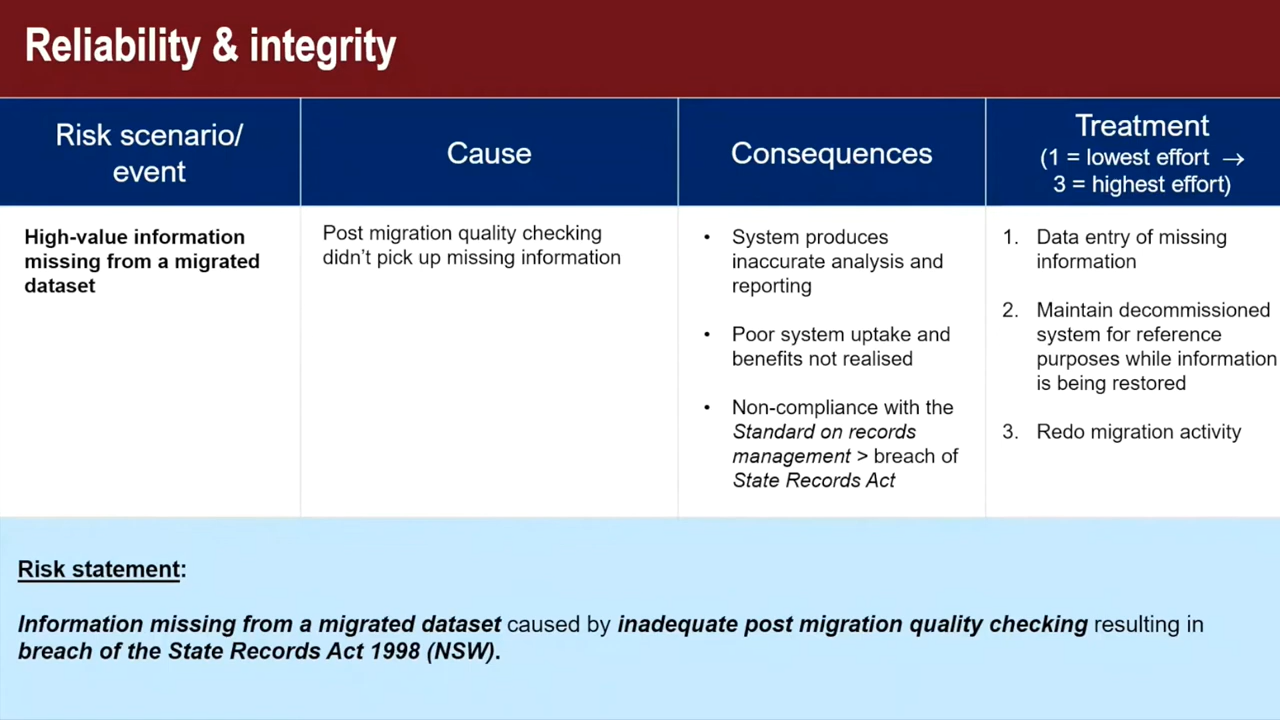 Reliability & integrity
Risk scenario/
event
Cause
Consequences
Treatment
(1 = lowest effort →
3 = highest effort)
High-value information
missing from a migrated
dataset
Post migration quality checking
didn't pick up missing information
• System produces
inaccurate analysis and
reporting
• Poor system uptake and
benefits not realised
• Non-compliance with the
Standard on records
management > breach of
State Records Act
1. Data entry of missing
information
2. Maintain decommissioned
system for reference
purposes while information
is being restored
3. Redo migration activity
Risk statement:
Information missing from a migrated dataset caused by inadequate post migration quality checking resulting in
breach of the State Records Act 1998 (NSW).